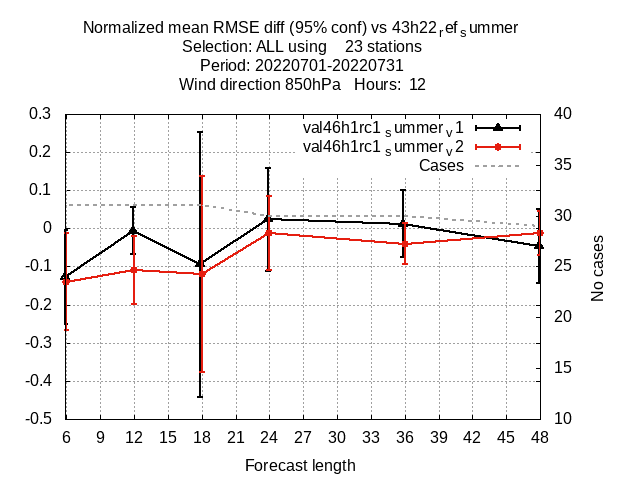 Normalized mean RMSE diff (95% conf) vs 43h22refsummer
Selection: ALL using 23 stations
Period: 20220701-20220731
Wind direction 850hPa Hours: 12
val46h1rc1summerv1
val46h1rc1summerv2
Cases
0.3
0.2
0.1
0
-0.1
-0.2
-0.3
-0.4
-0.5
40
35
30
25
20
15
10
No cases
6 9 12 15 18 21 24 27 30 33 36 39 42 45 48
Forecast length